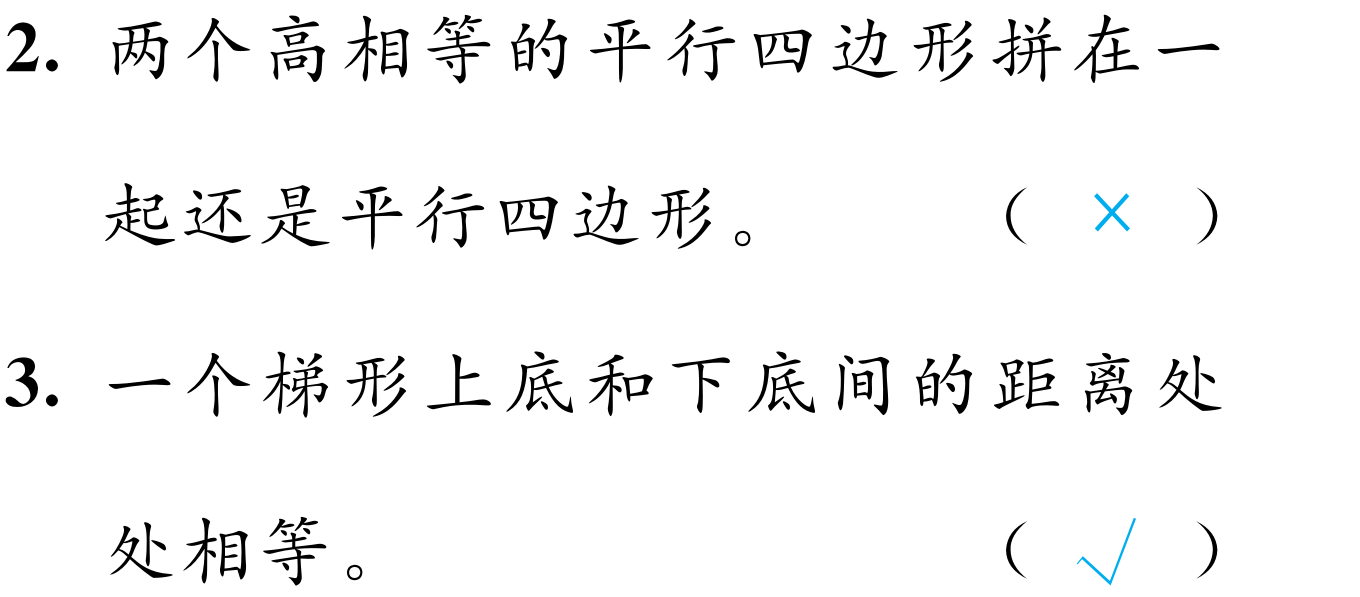 2. 两个高相等的平行四边形拼在一
起还是平行四边形。 （ × ）
3. 一个梯形上底和下底间的距离处
处相等。 （ √ ）